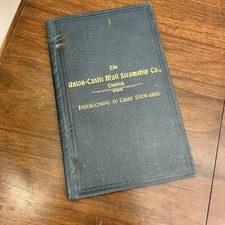 The
Union-Castle Mail Steamship Co.,
Limited.
Instructions to Chief Stewards.